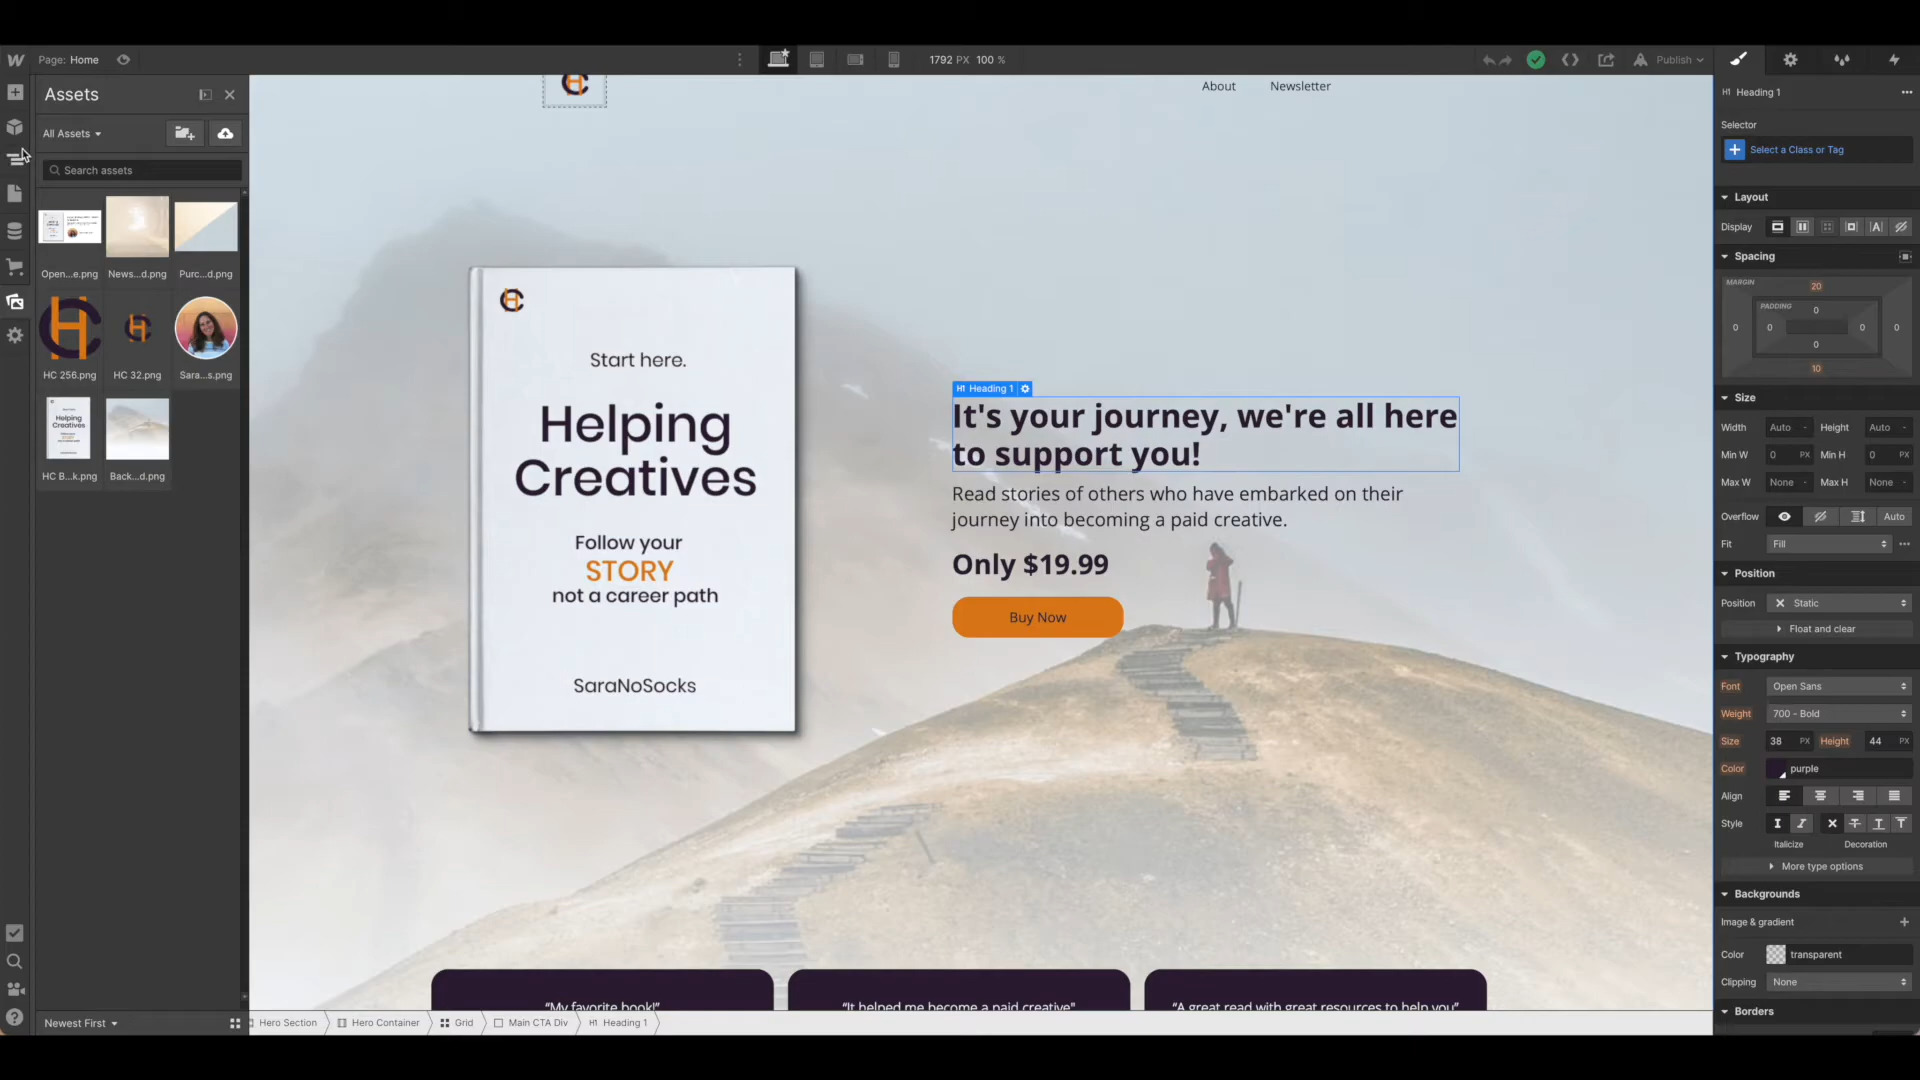 Page: Home
1792 PX 100 %
Publish
Assets
All Assets
Search assets
Open...e.png
News...d.png
Purc...d.png
HC 256.png
HC 32.png
Sara...s.png
HC B...k.png
Back...d.png
Newest First
About
Newsletter
Start here.
Helping
Creatives
Follow your
STORY
not a career path
SaraNoSocks
H1 Heading 1
It's your journey, we're all here
to support you!
Read stories of others who have embarked on their
journey into becoming a paid creative.
Only $19.99
Buy Now
“My favorite book!”
“It helped me become a paid creative”
“A great read with great resources to help you”
Hero Section
Hero Container
Grid
Main CTA Div
H1 Heading 1
H1 Heading 1
Selector
Select a Class or Tag
Layout
Display
Spacing
MARGIN
20
PADDING
0
0 0 0 0
0
10
Size
Width Auto - Height Auto -
Min W 0 PX Min H 0 PX
Max W None - Max H None -
Overflow Auto
Fit Fill
Position
Position Static
Float and clear
Typography
Font Open Sans
Weight 700 - Bold
Size 38 PX Height 44 PX
Color purple
Align
Style
Italicize Decoration
More type options
Backgrounds
Image & gradient
Color transparent
Clipping None
Borders